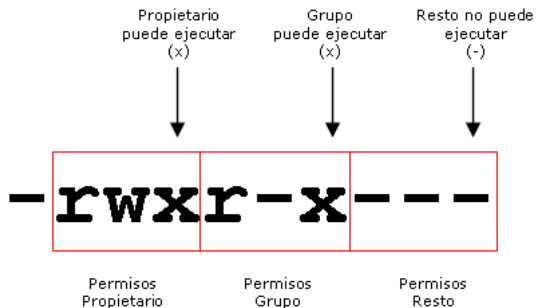 Propietario
puede ejecutar
(x)
Grupo
puede ejecutar
(x)
Resto no puede
ejecutar
(-)
-rwxr-x---
Permisos
Propietario
Permisos
Grupo
Permisos
Resto